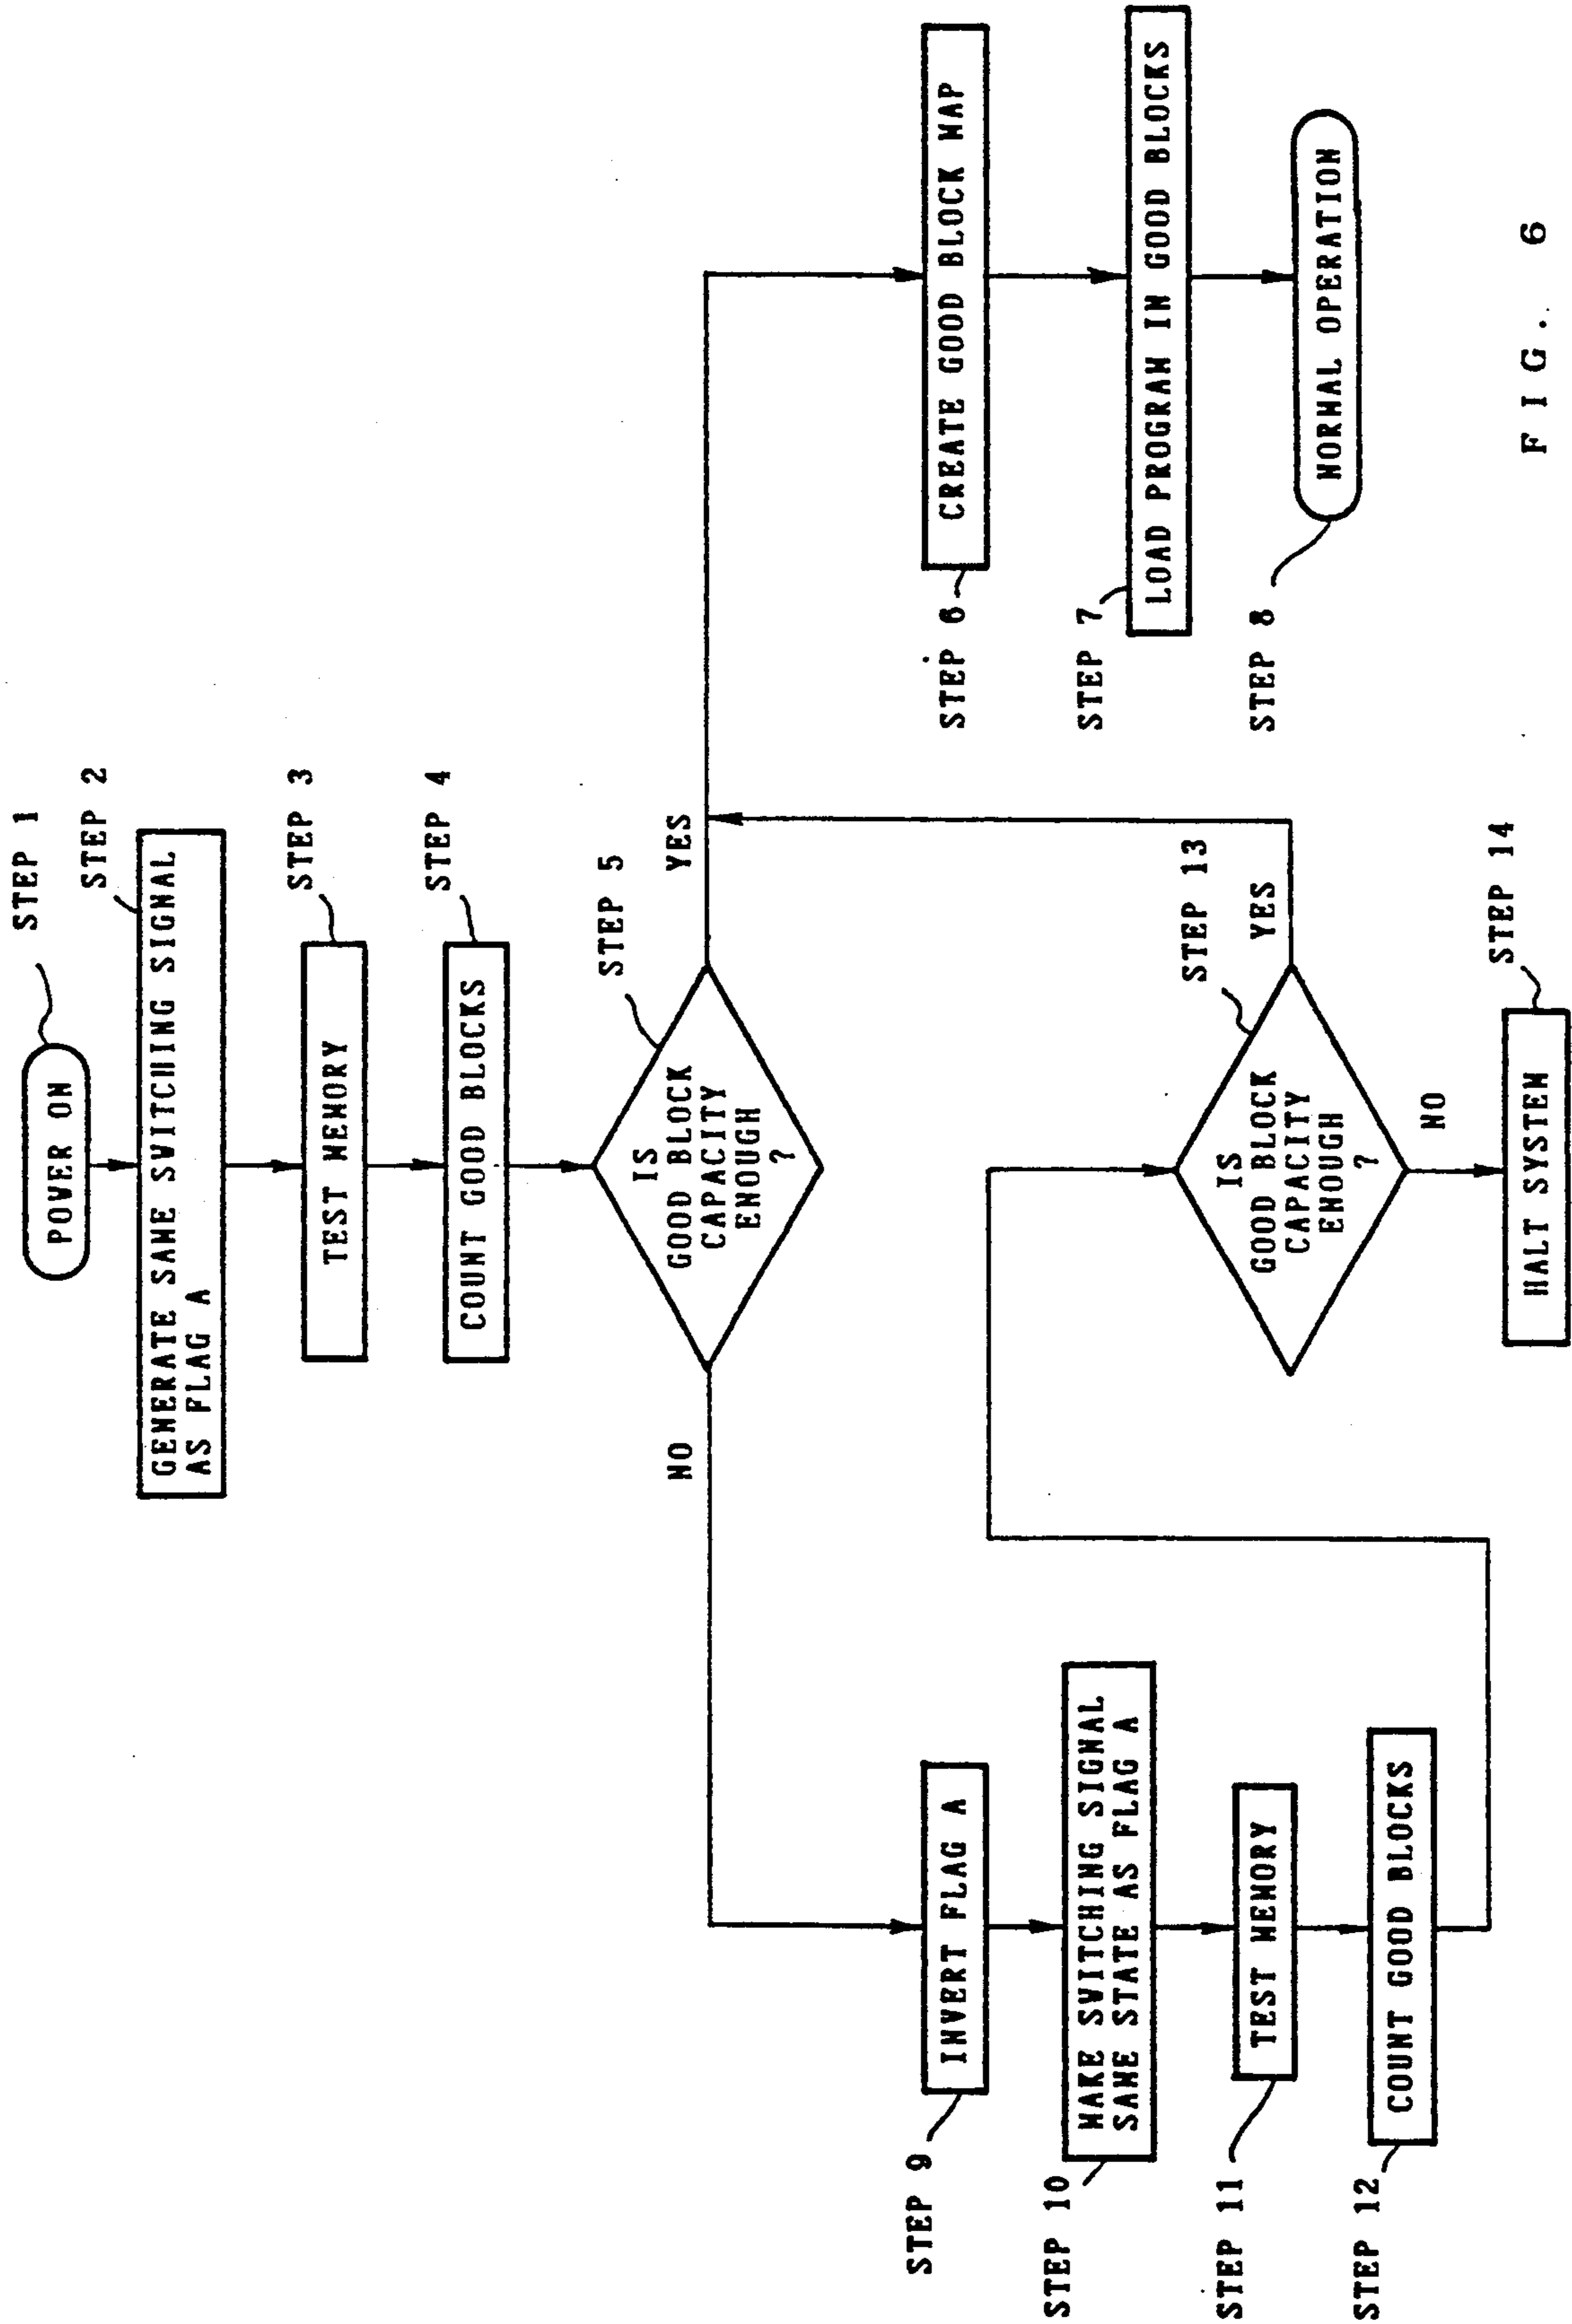 STEP 1
POWER ON
STEP 2
GENERATE SAME SWITCHING SIGNAL
AS FLAG A
STEP 3
TEST MEMORY
STEP 4
COUNT GOOD BLOCKS
STEP 5
IS
GOOD BLOCK
CAPACITY
ENOUGH
?
NO
YES
STEP 6
CREATE GOOD BLOCK MAP
STEP 7
LOAD PROGRAM IN GOOD BLOCKS
STEP 8
NORMAL OPERATION
STEP 9
INVERT FLAG A
STEP 10
MAKE SWITCHING SIGNAL
SAME STATE AS FLAG A
STEP 11
TEST MEMORY
STEP 12
COUNT GOOD BLOCKS
STEP 13
IS
GOOD BLOCK
CAPACITY
ENOUGH
?
YES
NO
STEP 14
HALT SYSTEM
FIG. 6